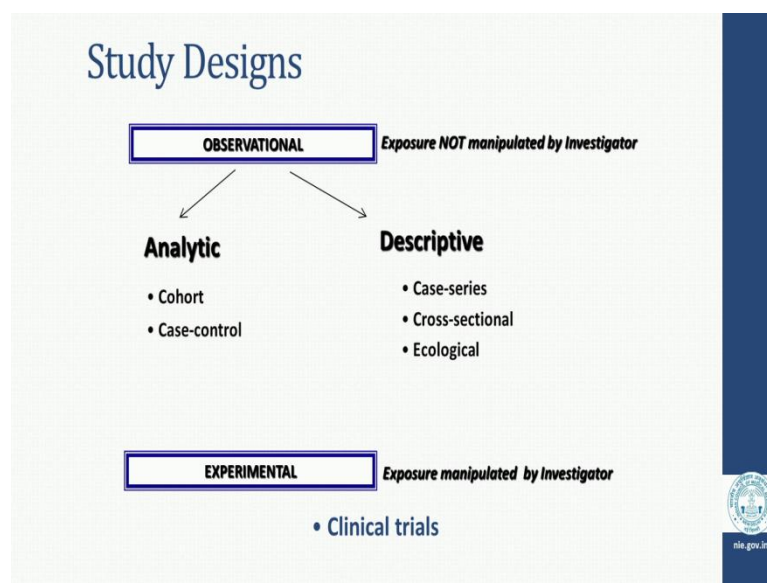 Study Designs
OBSERVATIONAL
Exposure NOT manipulated by Investigator
Analytic
• Cohort
• Case-control
Descriptive
• Case-series
• Cross-sectional
• Ecological
EXPERIMENTAL
Exposure manipulated by Investigator
• Clinical trials
nie.gov.in